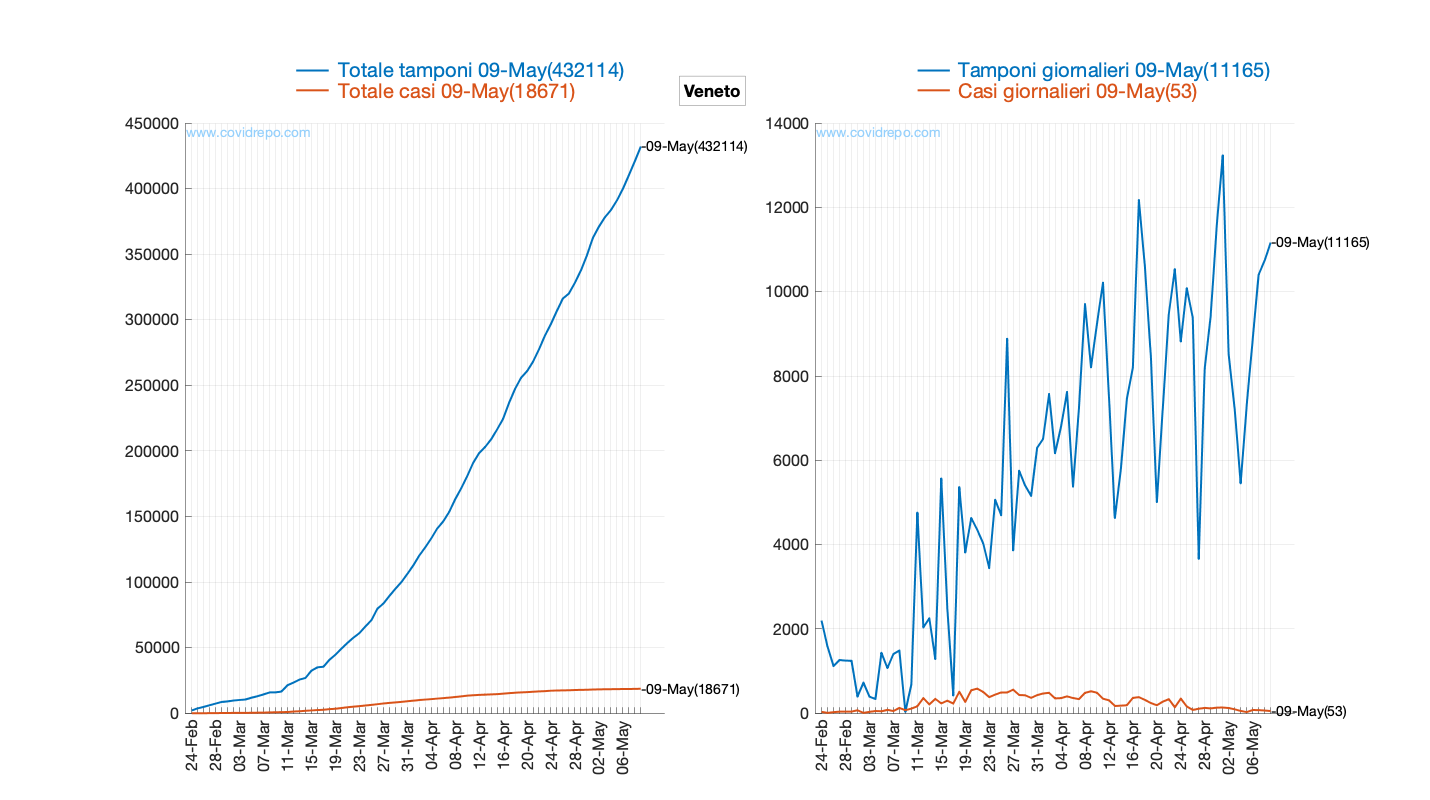 Totale tamponi 09-May(432114)
Totale casi 09-May(18671)
Veneto
Tamponi giornalieri 09-May(11165)
Casi giornalieri 09-May(53)
450000
400000
350000
300000
250000
200000
150000
100000
50000
0
www.covidrepo.com
-09-May(432114)
-09-May(18671)
24-Feb
28-Feb
03-Mar
07-Mar
11-Mar
15-Mar
19-Mar
23-Mar
27-Mar
31-Mar
04-Apr
08-Apr
12-Apr
16-Apr
20-Apr
24-Apr
28-Apr
02-May
06-May
14000
12000
10000
8000
6000
4000
2000
0
www.covidrepo.com
-09-May(11165)
-09-May(53)
24-Feb
28-Feb
03-Mar
07-Mar
11-Mar
15-Mar
19-Mar
23-Mar
27-Mar
31-Mar
04-Apr
08-Apr
12-Apr
16-Apr
20-Apr
24-Apr
28-Apr
02-May
06-May